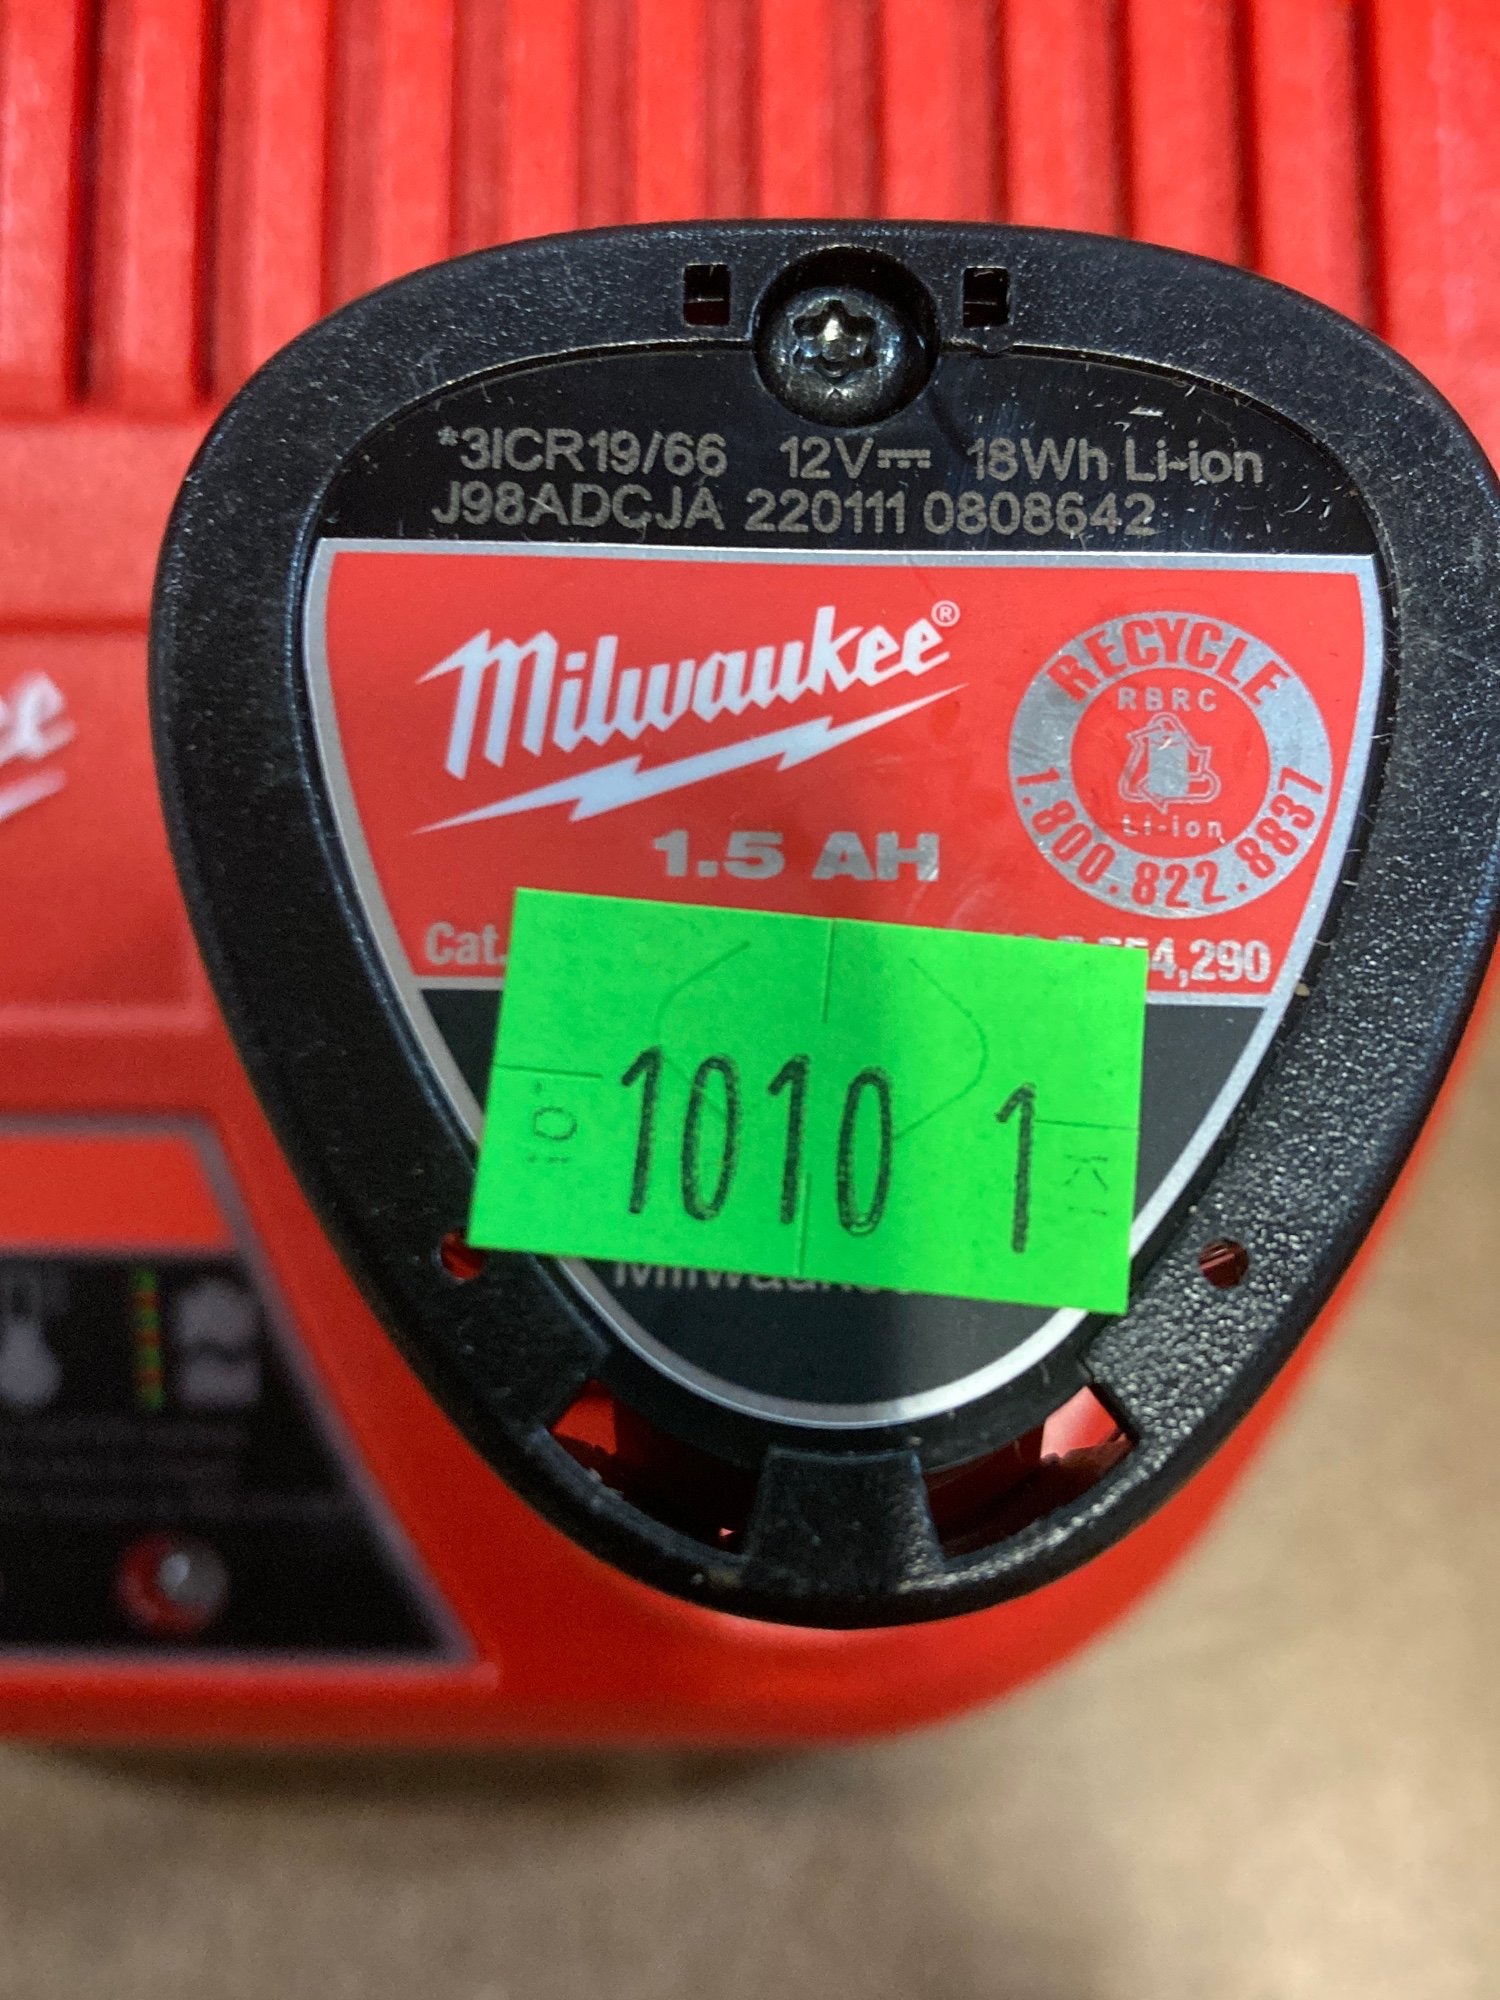 *3ICR19/66 12V⎓ 18Wh Li-ion
J98ADCJA 220111 0808642
Milwaukee®
1.5 AH
RECYCLE
RBRC
Li-ion
1.800.822.8837
Cat.
54,290
1010 1